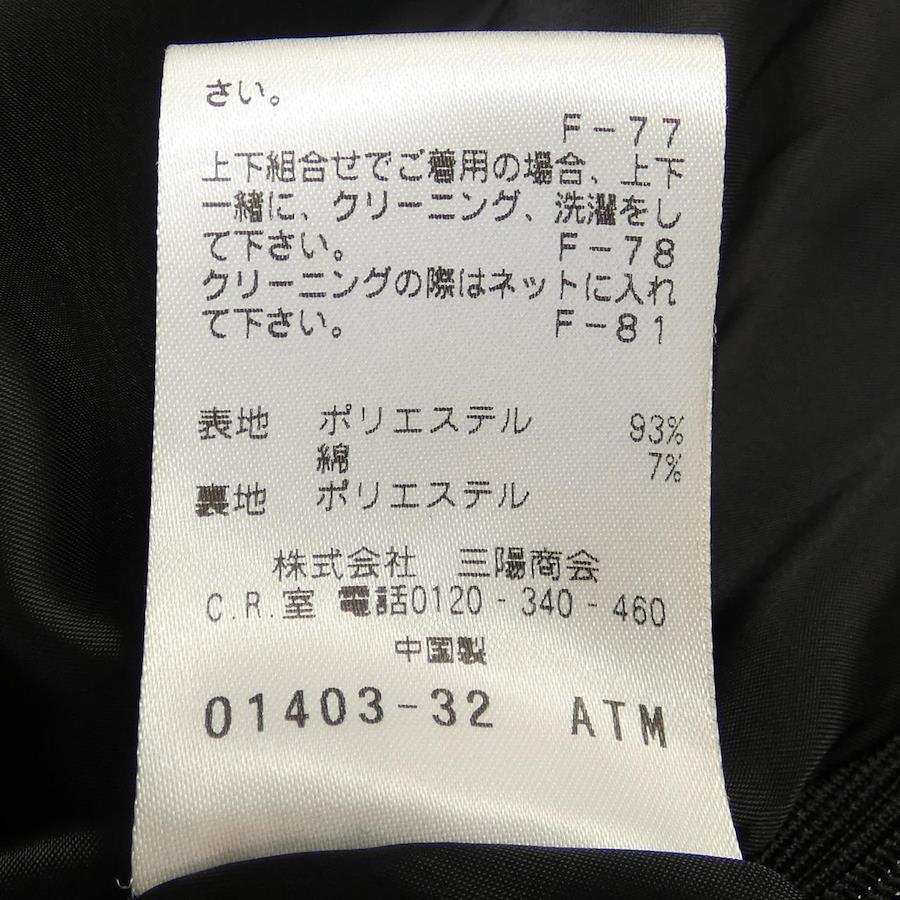 さい。
F-77
上下組合せでご着用の場合、上下
一緒に、クリーニング、洗濯をし
て下さい。 F-78
クリーニングの際はネットに入れ
て下さい。 F-81
表地 ポリエステル 93%
綿 7%
裏地 ポリエステル
株式会社 三陽商会
C.R.室 電話0120-340-460
中国製
01403-32 ATM